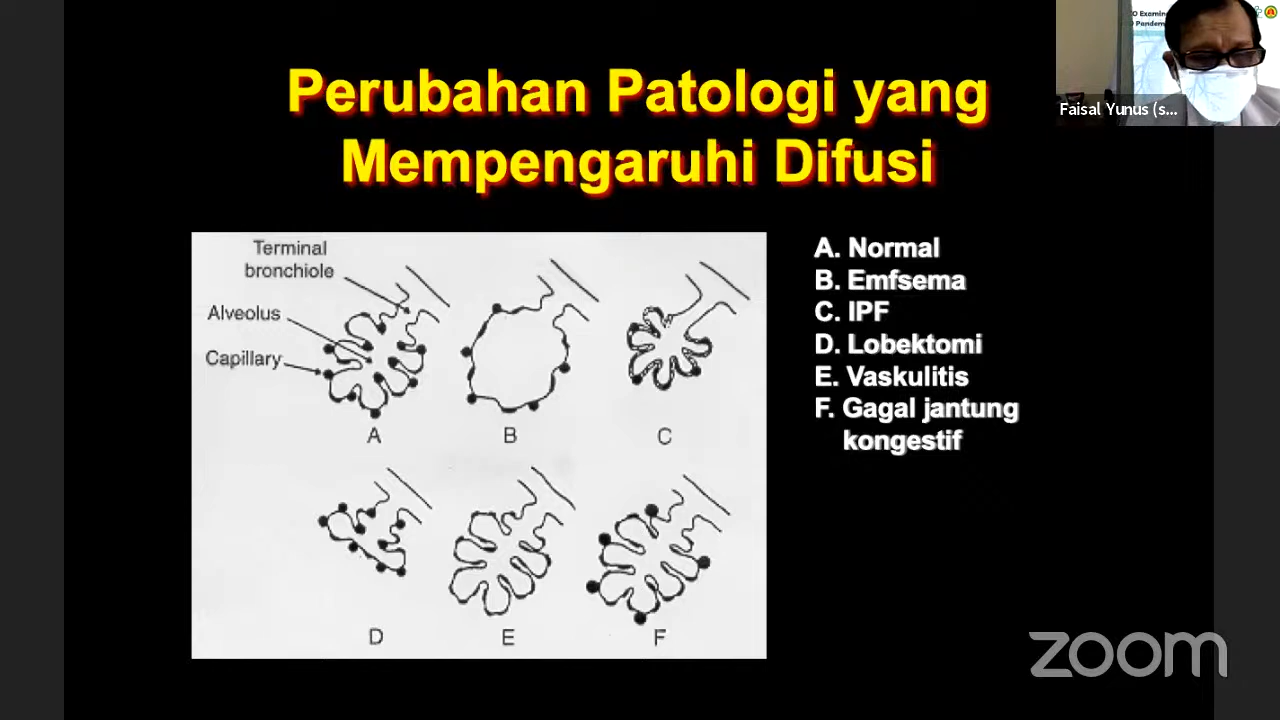 Perubahan Patologi yang
Mempengaruhi Difusi
Terminal
bronchiole
Alveolus
Capillary
A
B
C
D
E
F
A. Normal
B. Emfsema
C. IPF
D. Lobektomi
E. Vaskulitis
F. Gagal jantung
kongestif
Faisal Yunus (s...
zoom